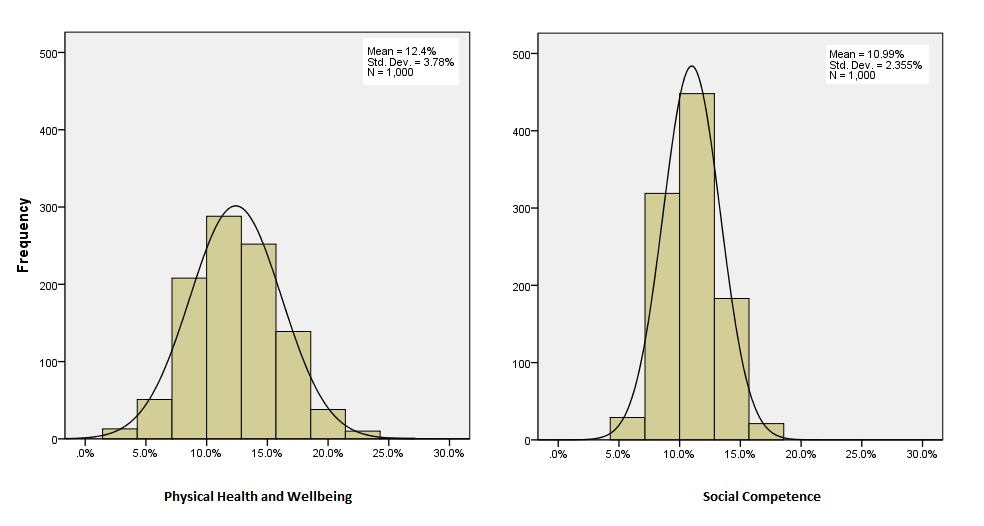 Mean = 12.4%
Std. Dev. = 3.78%
N = 1,000
500
400
300
200
100
0
Frequency
.0% 5.0% 10.0% 15.0% 20.0% 25.0% 30.0%
Physical Health and Wellbeing
Mean = 10.99%
Std. Dev. = 2.355%
N = 1,000
500
400
300
200
100
0
.0% 5.0% 10.0% 15.0% 20.0% 25.0% 30.0%
Social Competence